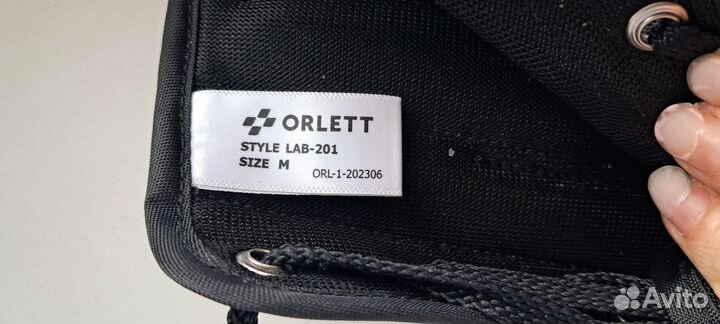 ORLETT
STYLE LAB-201
SIZE M
ORL-1-202306
Avito